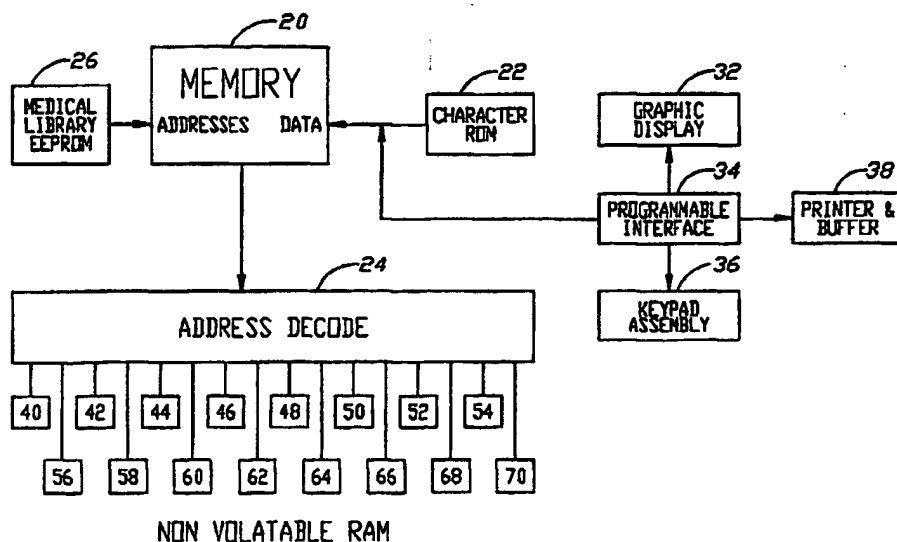 20
MEMORY
ADDRESSES DATA
26
MEDICAL
LIBRARY
EEPROM
22
CHARACTER
ROM
32
GRAPHIC
DISPLAY
34
PROGRAMMABLE
INTERFACE
38
PRINTER &
BUFFER
36
KEYPAD
ASSEMBLY
24
ADDRESS DECODE
40 42 44 46 48 50 52 54
56 58 60 62 64 66 68 70
NON VOLATABLE RAM